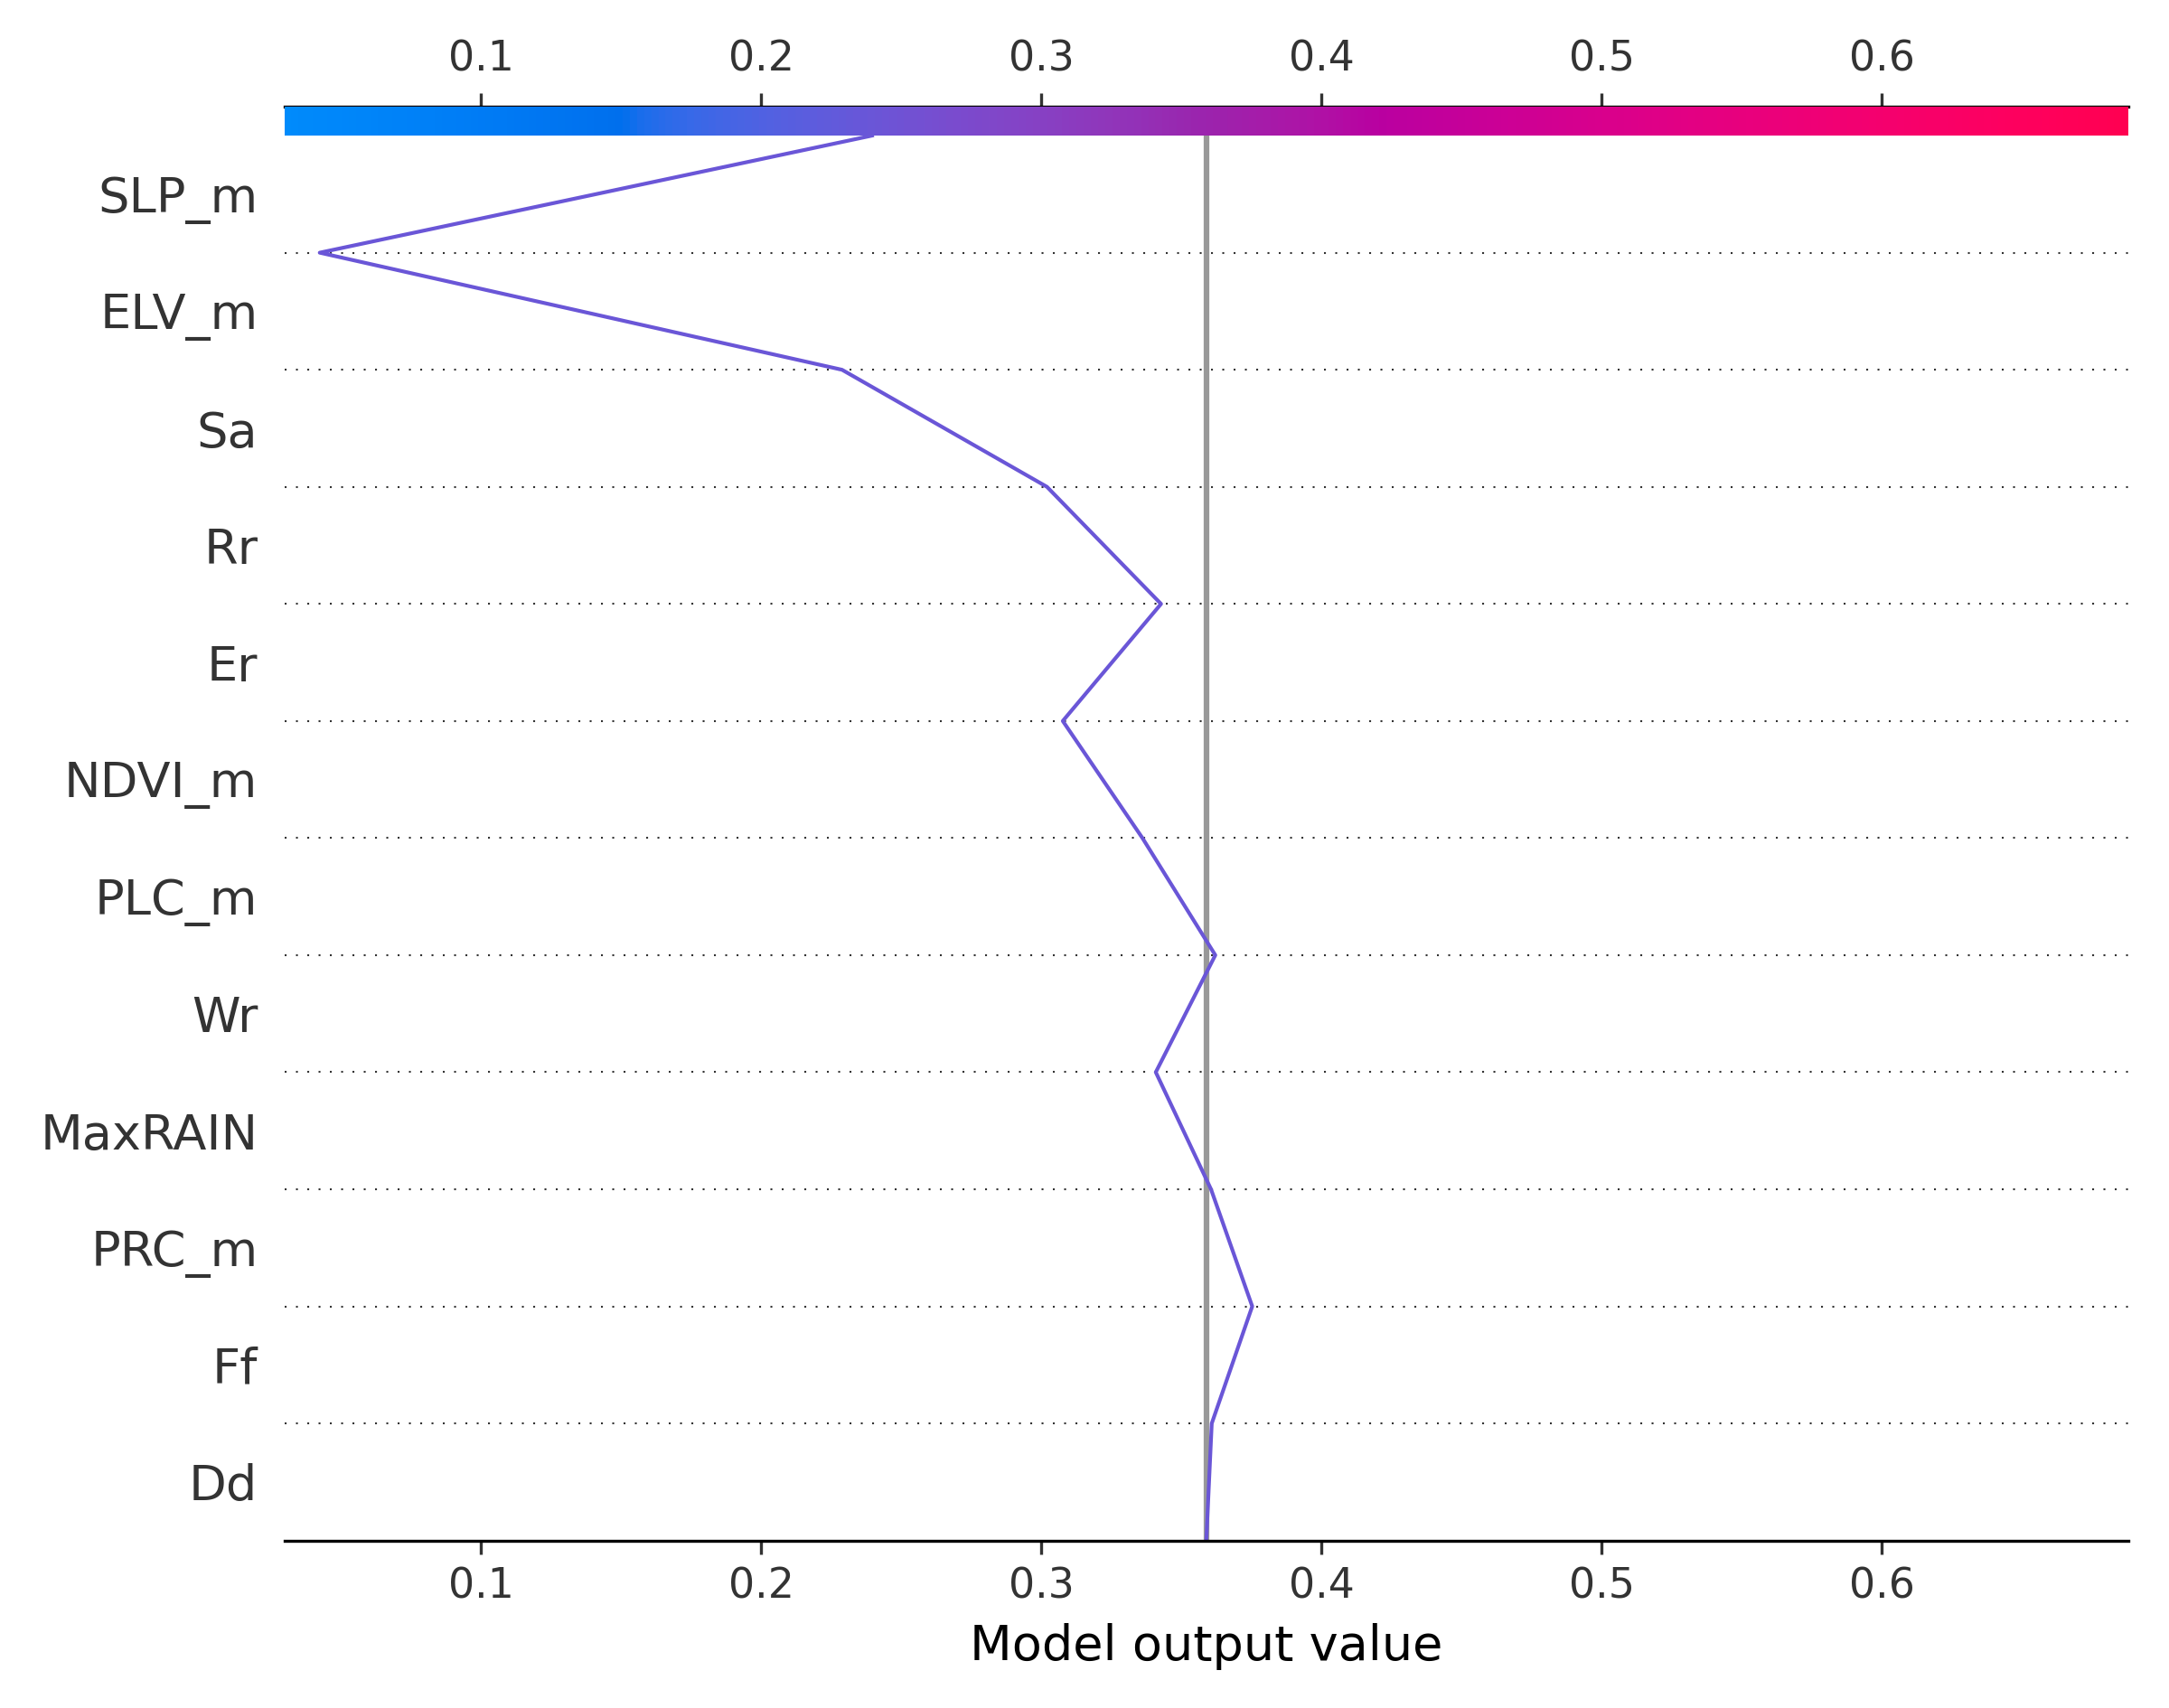 0.1 0.2 0.3 0.4 0.5 0.6
SLP_m
ELV_m
Sa
Rr
Er
NDVI_m
PLC_m
Wr
MaxRAIN
PRC_m
Ff
Dd
0.1 0.2 0.3 0.4 0.5 0.6
Model output value